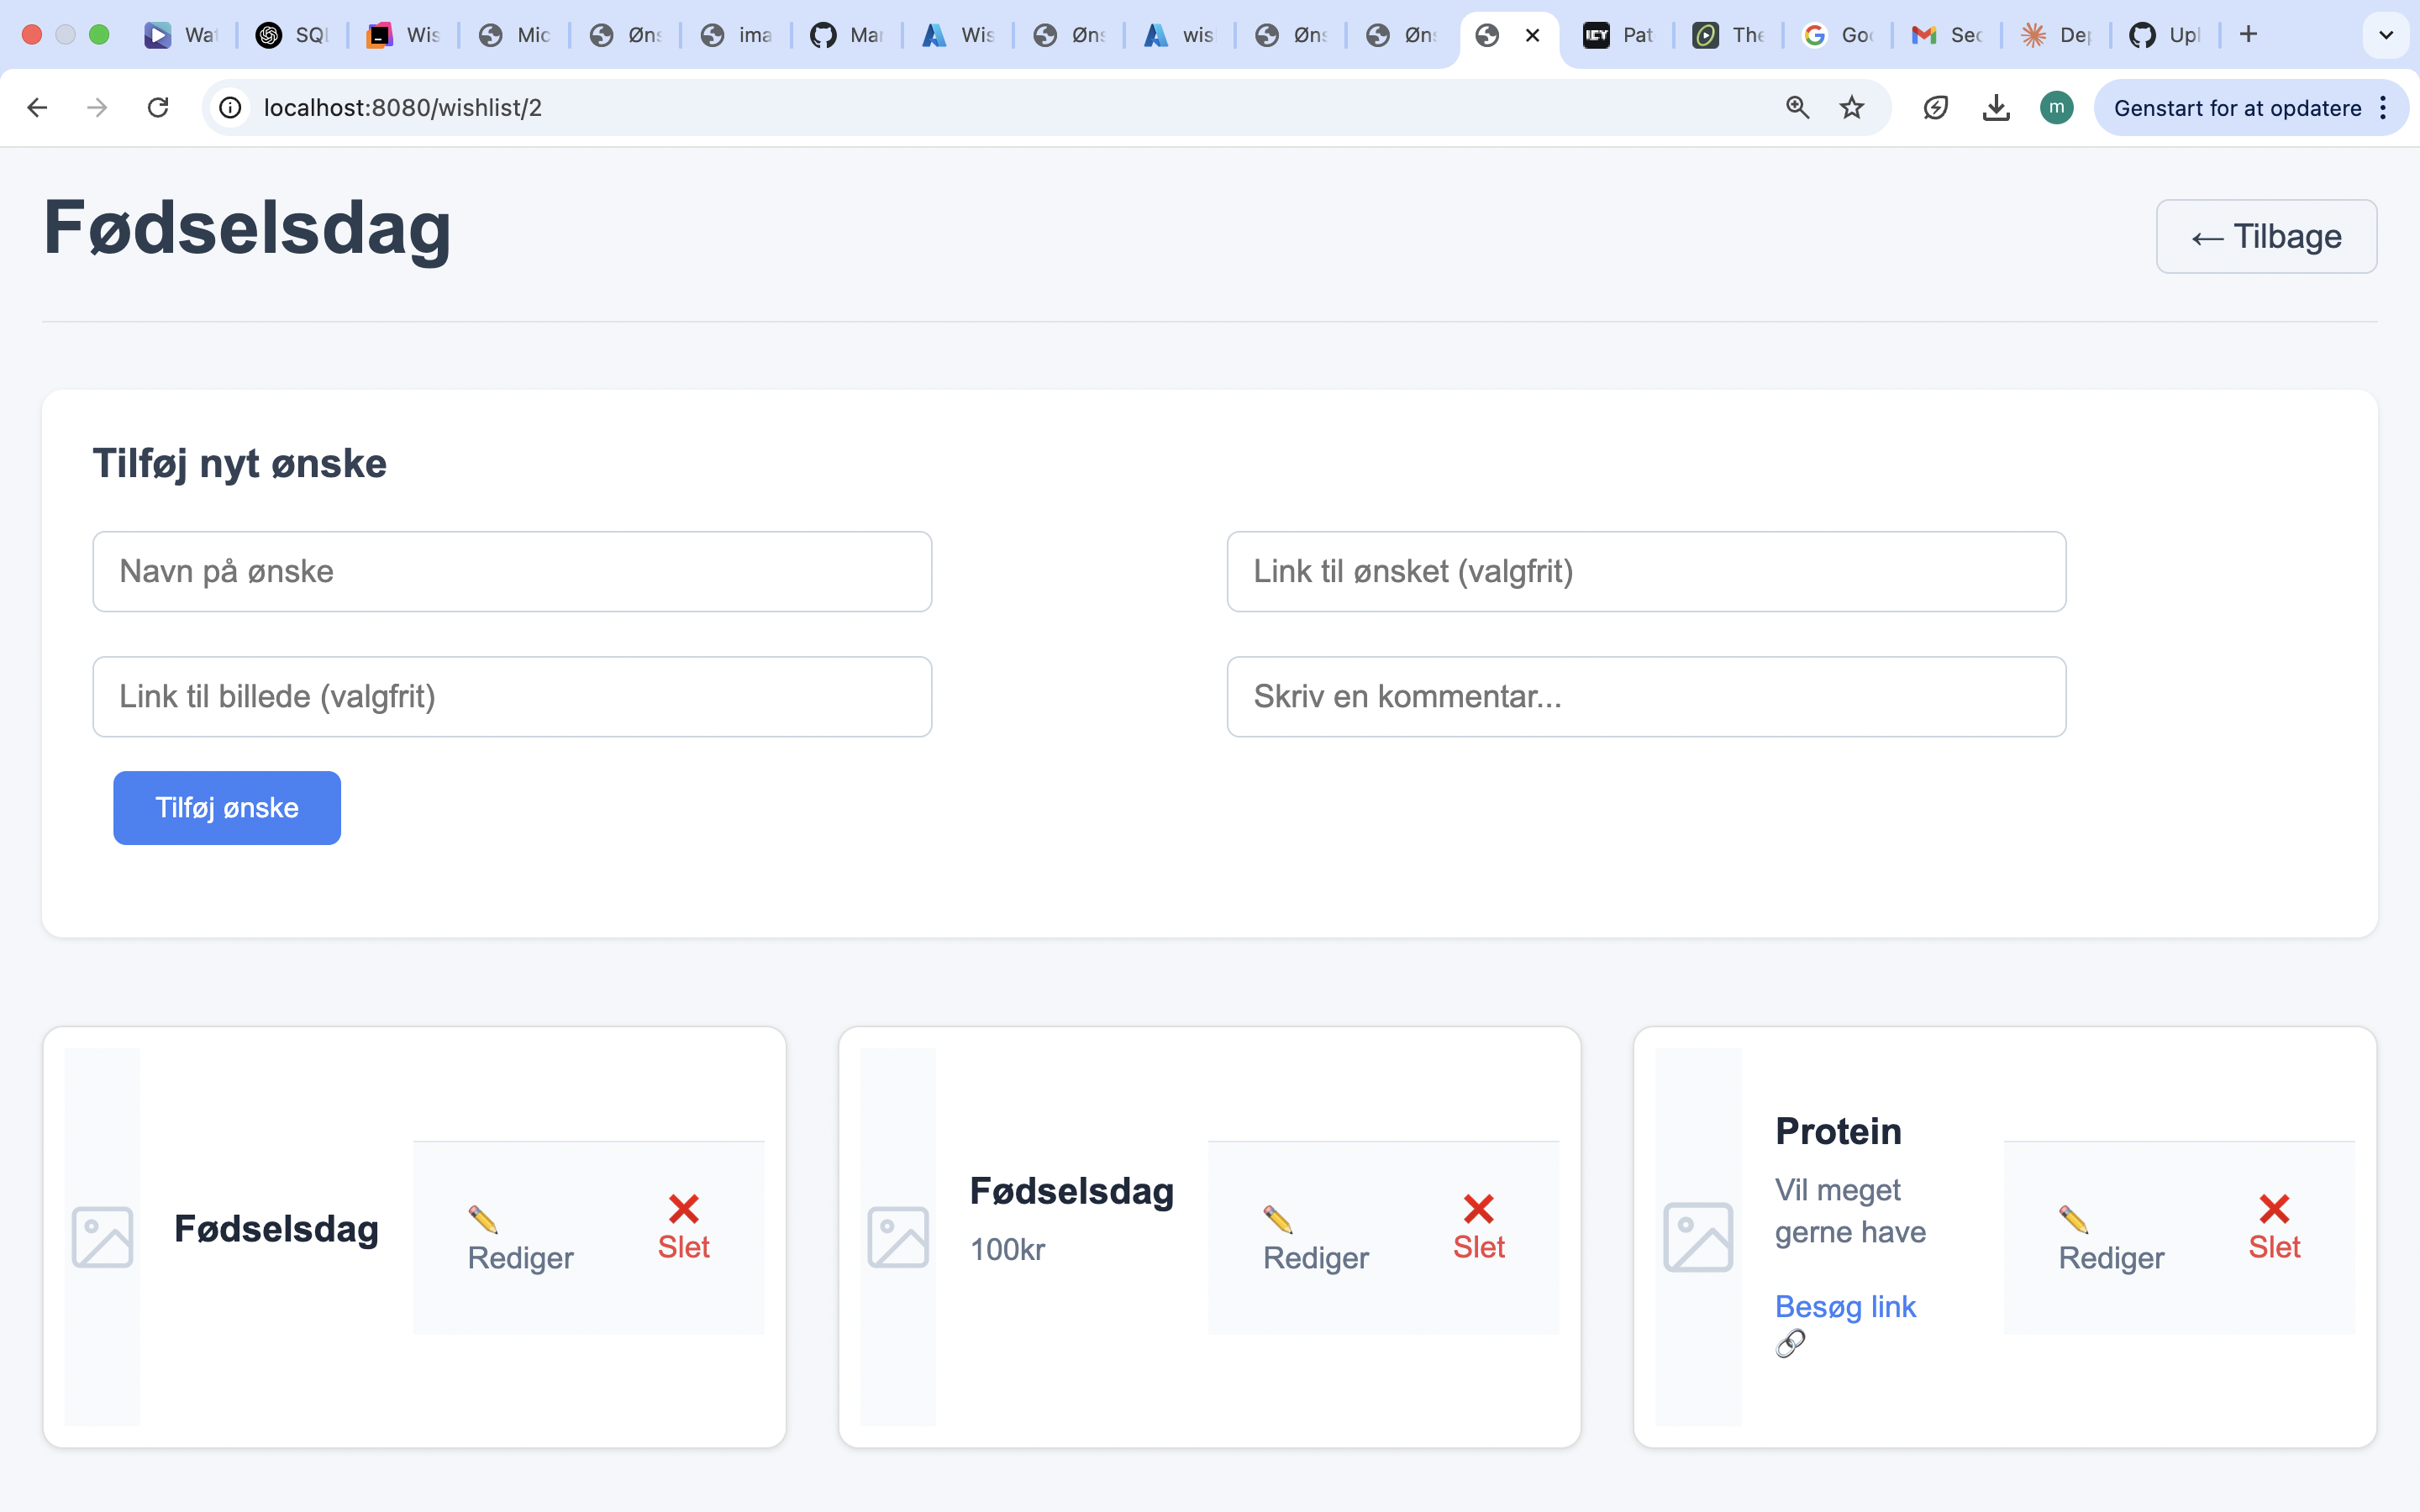 Wat SQL Wis Mic Øns ima Mar Wis Øns wis Øns Øns Pat The Goo Sec Dep Upl
localhost:8080/wishlist/2
m
Genstart for at opdatere
Fødselsdag
← Tilbage
Tilføj nyt ønske
Navn på ønske
Link til ønsket (valgfrit)
Link til billede (valgfrit)
Skriv en kommentar...
Tilføj ønske
Fødselsdag
Rediger
Slet
Fødselsdag
100kr
Rediger
Slet
Protein
Vil meget
gerne have
Besøg link
Rediger
Slet